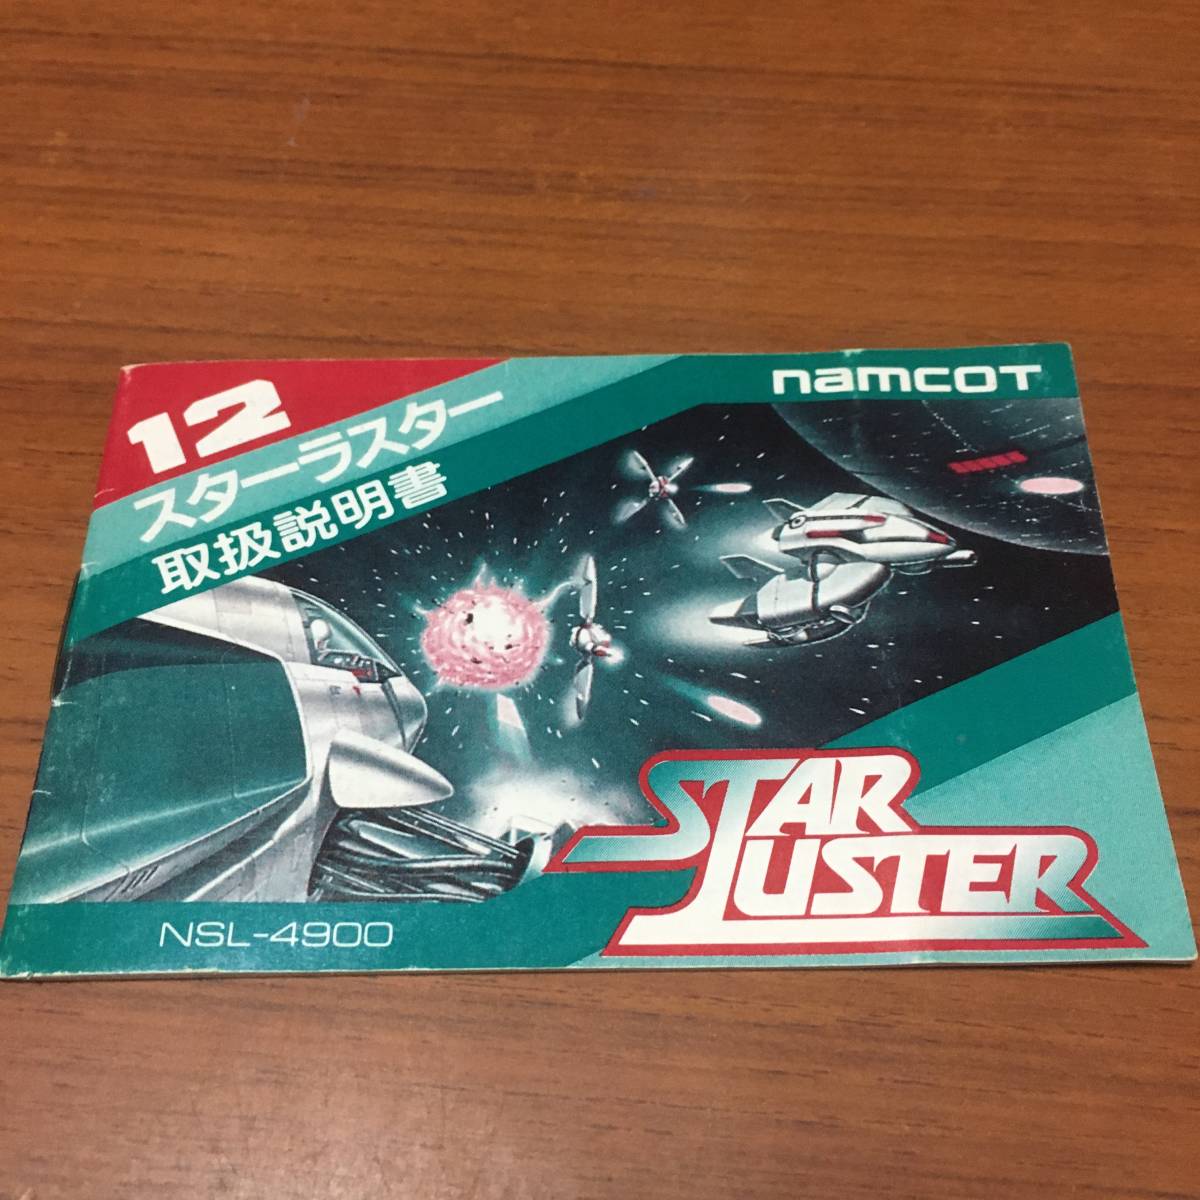 12
namcoT
スターラスター
取扱説明書
STAR
LUSTER
NSL-4900